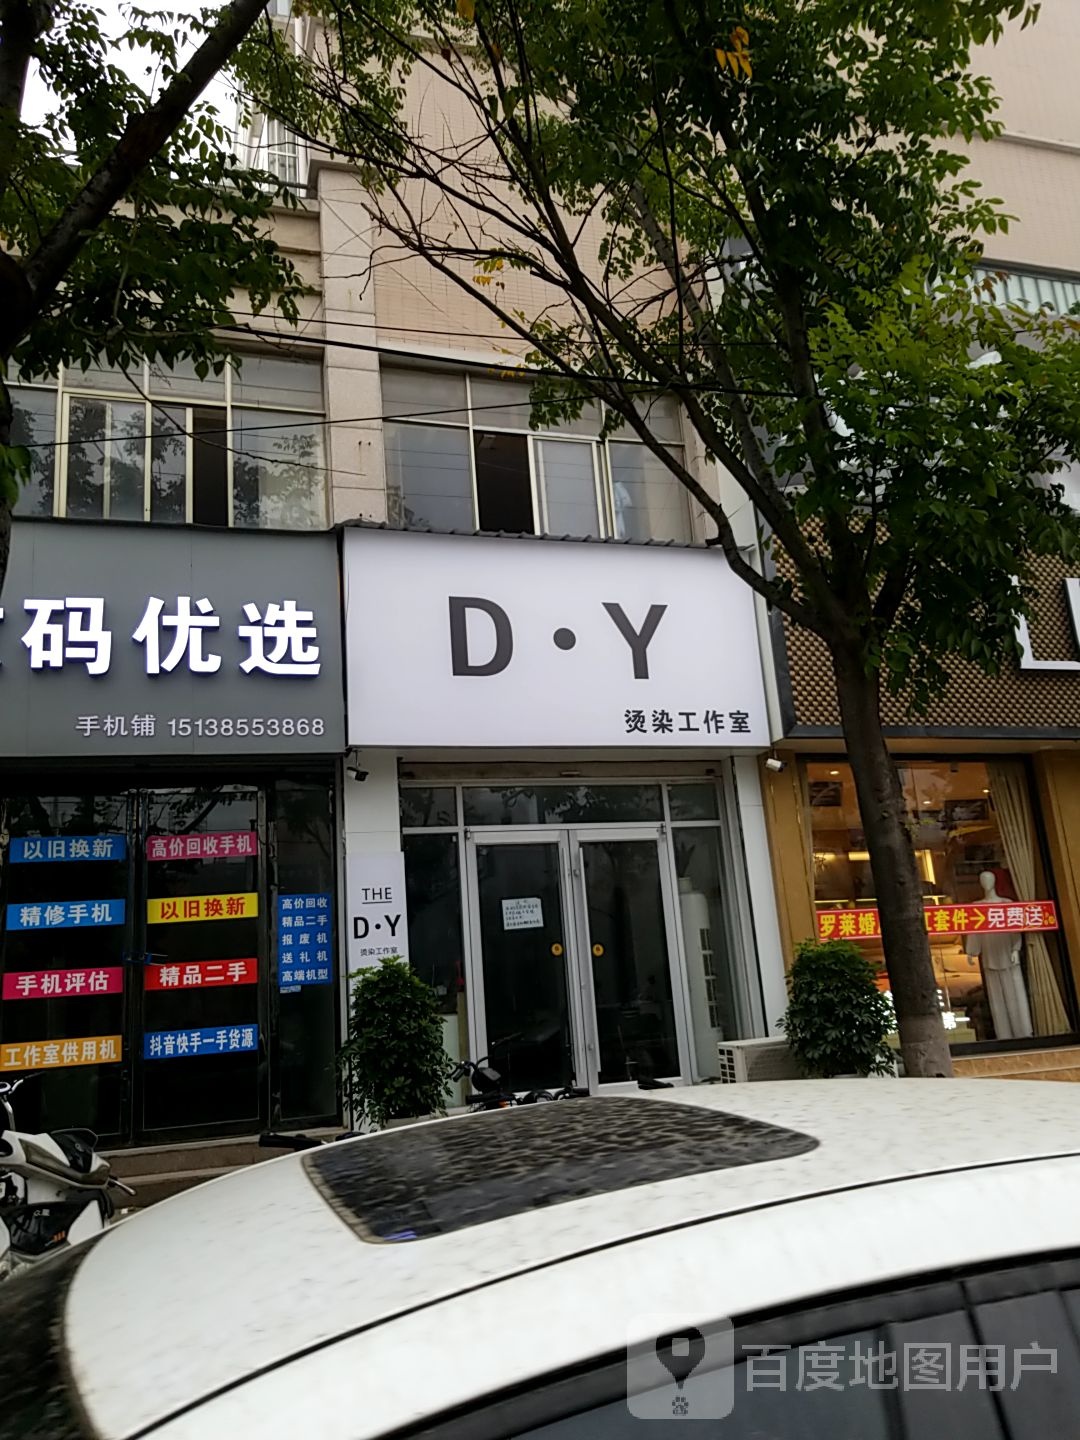 码优选
手机铺 15138553868
D·Y
烫染工作室
以旧换新
精修手机
手机评估
工作室供用机
高价回收手机
以旧换新
精品二手
抖音快手一手货源
高价回收
精品二手
报废机
送礼机
高端机型
THE
D·Y
烫染工作室
罗莱婚
套件→免费送
百度地图用户